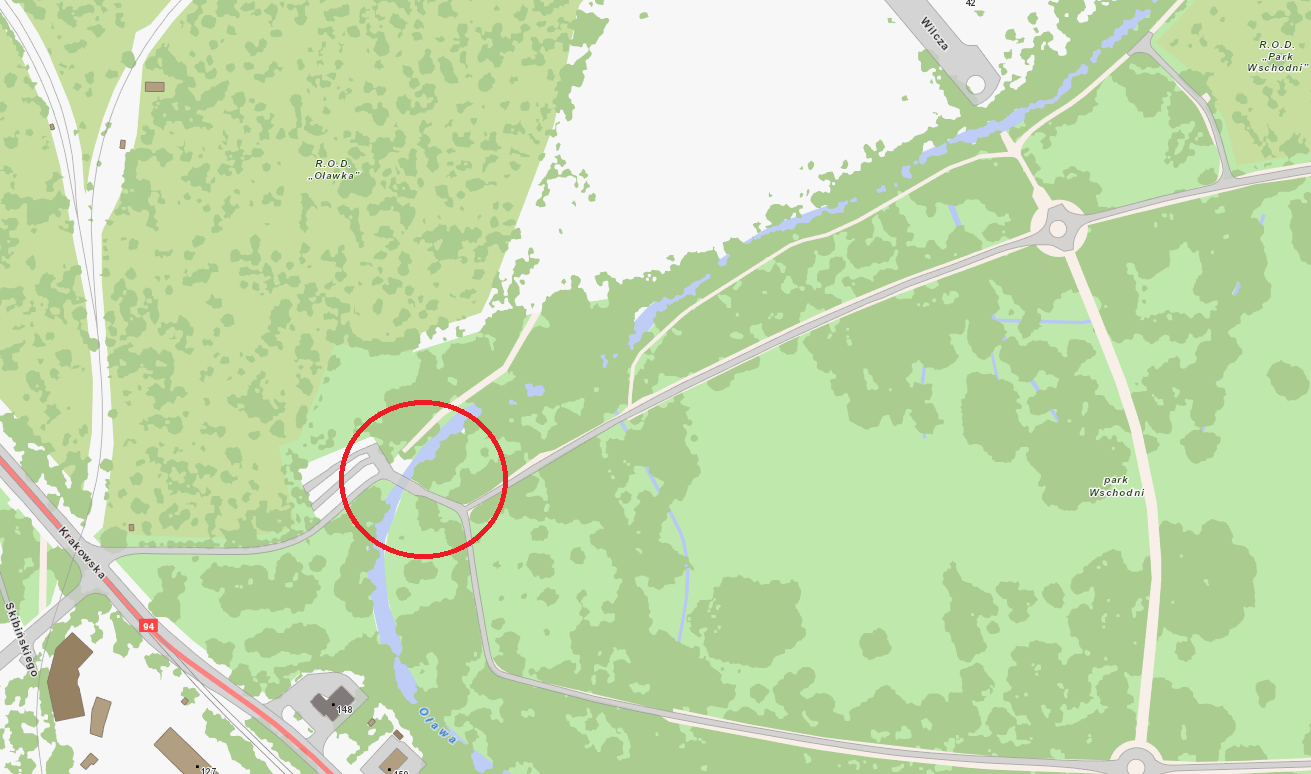 42
Wilcza
R.O.D.
„Park
Wschodni"
R.O.D.
„Oławka"
park
Wschodni
Krakowska
94
Skibińskiego
148
Oława
127
150